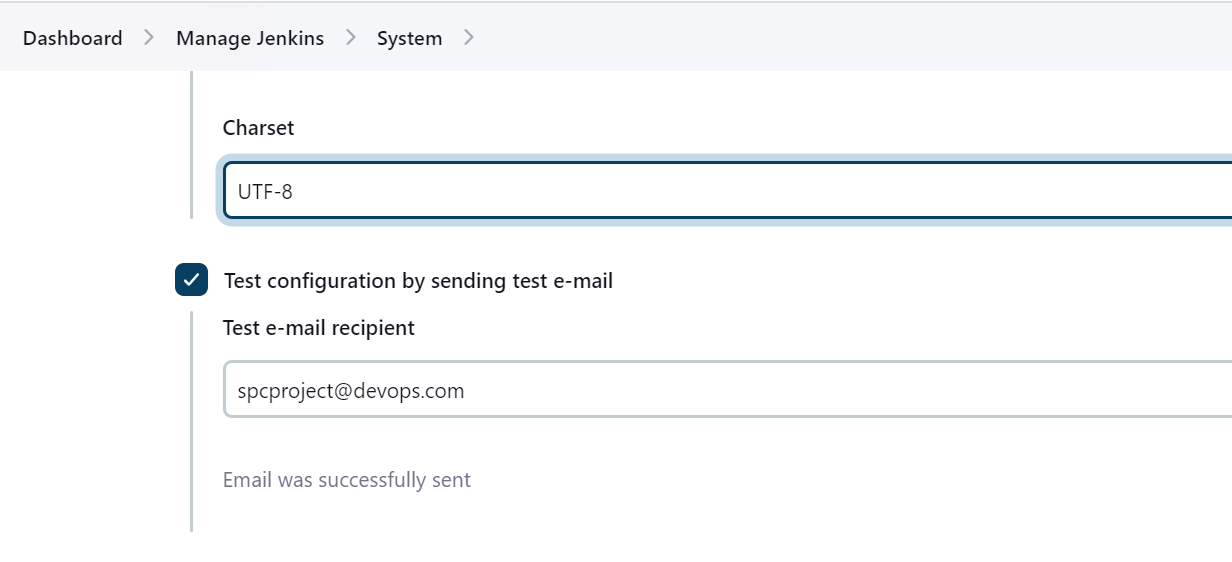 Dashboard > Manage Jenkins > System >
Charset
UTF-8
Test configuration by sending test e-mail
Test e-mail recipient
spcproject@devops.com
Email was successfully sent